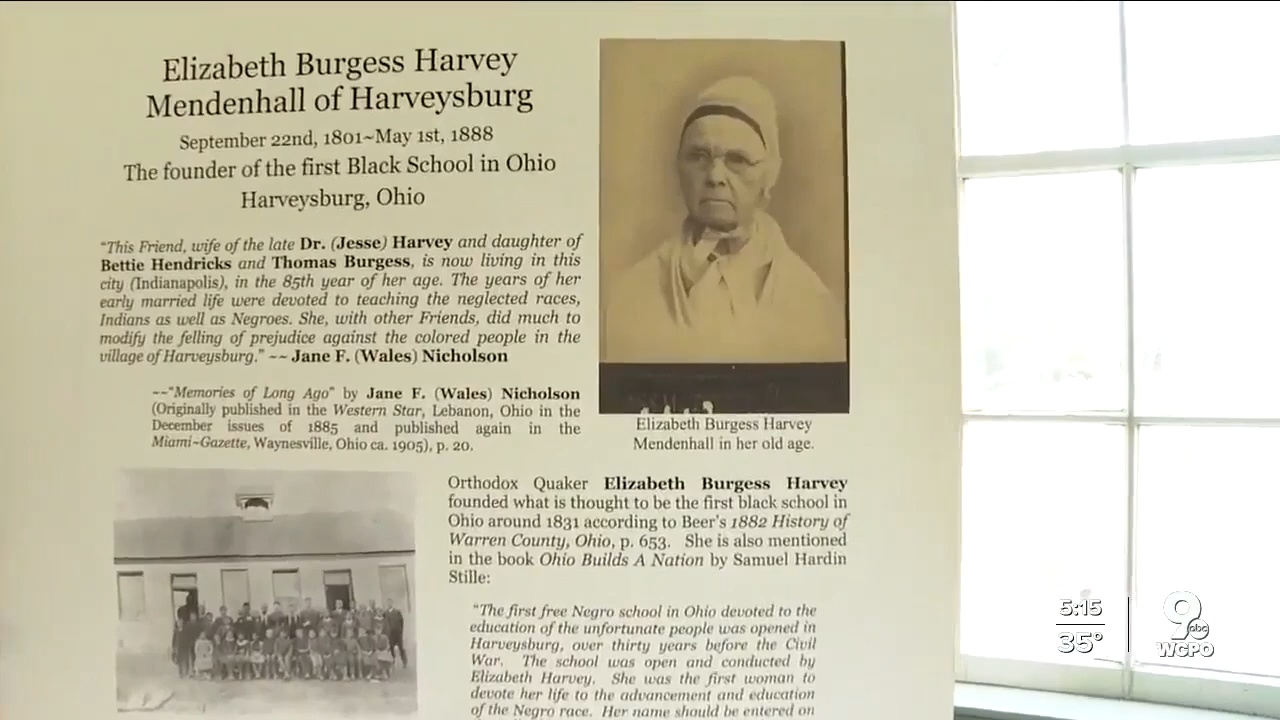 Elizabeth Burgess Harvey
Mendenhall of Harveysburg
September 22nd, 1801~May 1st, 1888
The founder of the first Black School in Ohio
Harveysburg, Ohio
“This Friend, wife of the late Dr. (Jesse) Harvey and daughter of
Bettie Hendricks and Thomas Burgess, is now living in this
city (Indianapolis), in the 85th year of her age. The years of her
early married life were devoted to teaching the neglected races,
Indians as well as Negroes. She, with other Friends, did much to
modify the felling of prejudice against the colored people in the
village of Harveysburg.” ~~ Jane F. (Wales) Nicholson
~~“Memories of Long Ago” by Jane F. (Wales) Nicholson
(Originally published in the Western Star, Lebanon, Ohio in the
December issues of 1885 and published again in the
Miami~Gazette, Waynesville, Ohio ca. 1905), p. 20.
Elizabeth Burgess Harvey
Mendenhall in her old age.
Orthodox Quaker Elizabeth Burgess Harvey
founded what is thought to be the first black school in
Ohio around 1831 according to Beer’s 1882 History of
Warren County, Ohio, p. 653. She is also mentioned
in the book Ohio Builds A Nation by Samuel Hardin
Stille:
“The first free Negro school in Ohio devoted to the
education of the unfortunate people was opened in
Harveysburg, over thirty years before the Civil
War. The school was open and conducted by
Elizabeth Harvey. She was the first woman to
devote her life to the advancement and education
of the Negro race. Her name should be entered on
5:15
35°
9
abc
WCPO